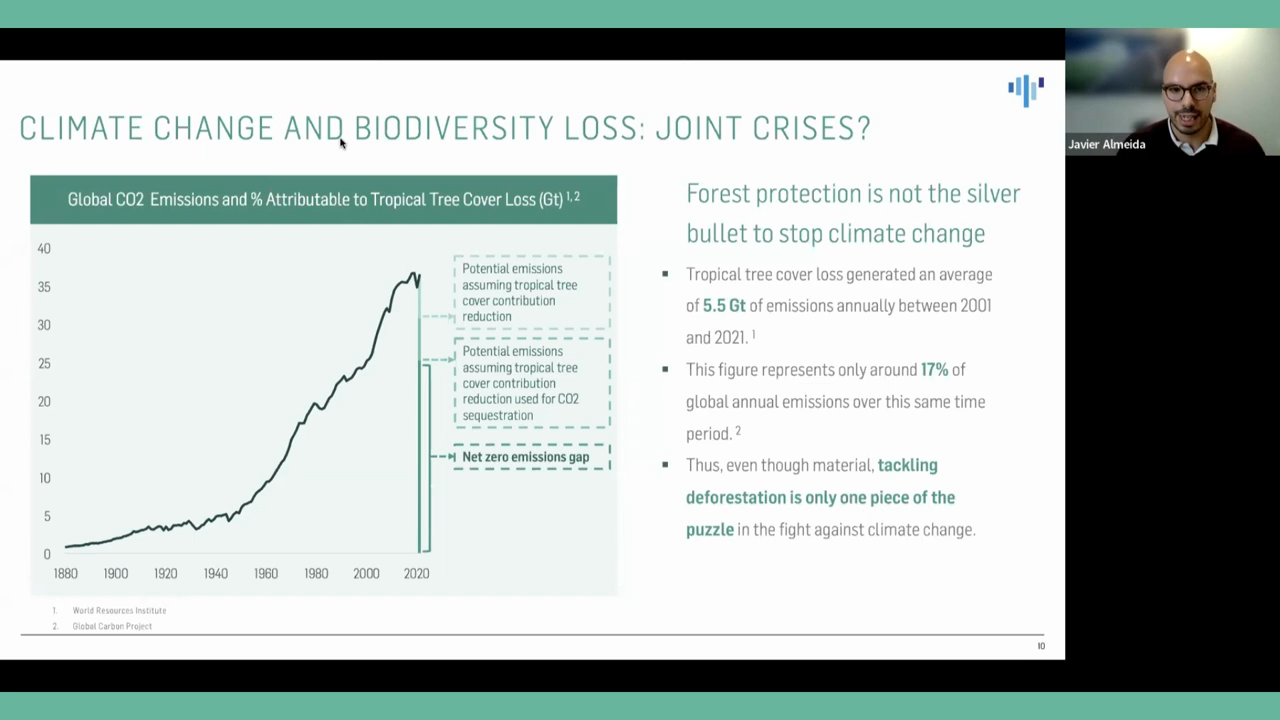 CLIMATE CHANGE AND BIODIVERSITY LOSS: JOINT CRISES?
Javier Almeida
Global CO2 Emissions and % Attributable to Tropical Tree Cover Loss (Gt) 1, 2
40
35
30
25
20
15
10
5
0
1880
1900
1920
1940
1960
1980
2000
2020
Potential emissions
assuming tropical tree
cover contribution
reduction
Potential emissions
assuming tropical tree
cover contribution
reduction used for CO2
sequestration
Net zero emissions gap
1. World Resources Institute
2. Global Carbon Project
Forest protection is not the silver
bullet to stop climate change
▪ Tropical tree cover loss generated an average
of 5.5 Gt of emissions annually between 2001
and 2021. 1
▪ This figure represents only around 17% of
global annual emissions over this same time
period. 2
▪ Thus, even though material, tackling
deforestation is only one piece of the
puzzle in the fight against climate change.
10